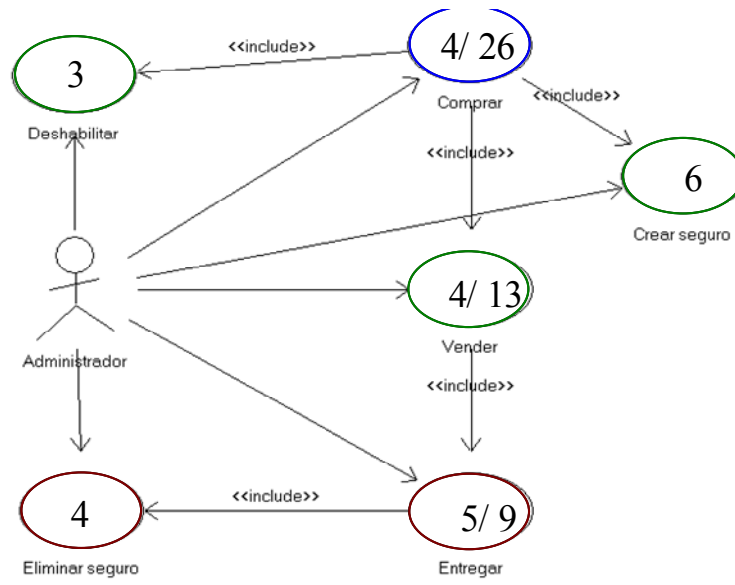 4/ 26
<<include>>
3
Comprar
<<include>>
Deshabilitar
<<include>>
6
Crear seguro
4/ 13
Vender
Administrador
<<include>>
<<include>>
4
5/ 9
Eliminar seguro
Entregar